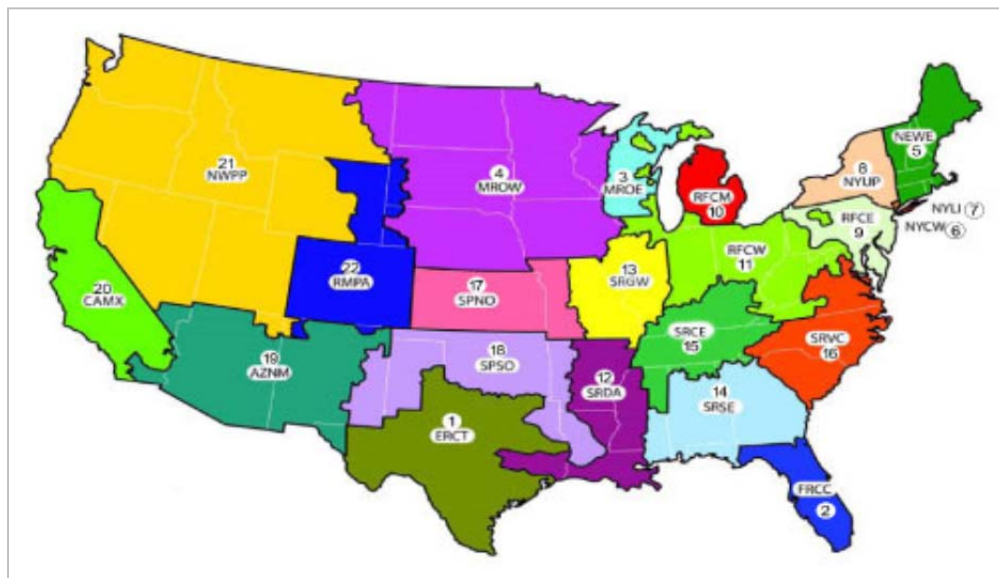 NEWE
5
8
NYUP
21
NWPP
4
MROW
3
MROE
RFCM
10
NYLI 7
NYCW 6
RFCE
9
RFCW
11
13
SRGW
22
RMPA
17
SPNO
20
CAMX
SRCE
15
SRVC
16
18
SPSO
19
AZNM
12
SRDA
14
SRSE
1
ERCT
FRCC
2